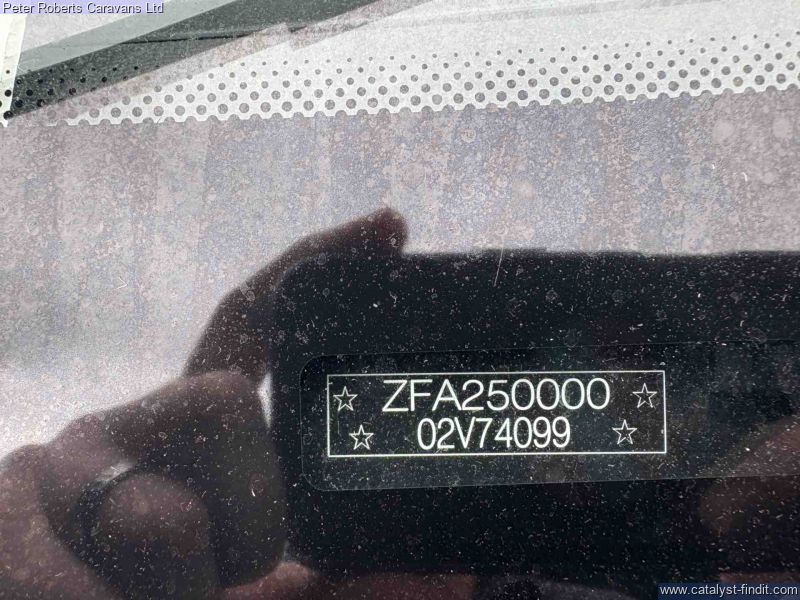 Peter Roberts Caravans Ltd
☆ ZFA250000 ☆
☆ 02V74099 ☆
www.catalyst-findit.com